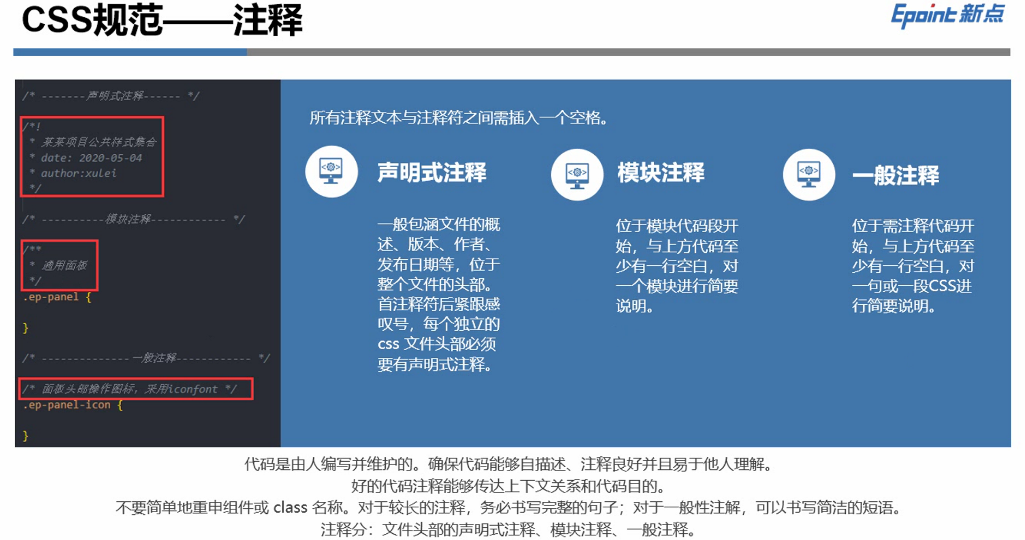 CSS规范——注释
Epoint 新点
/* -------声明式注释------ */
/*!
* 某某项目公共样式集合
* date: 2020-05-04
* author:xulei
*/
/* ----------模块注释------------ */
/**
* 通用面板
*/
.ep-panel {
}
/* --------------一般注释------------ */
/* 面板头部操作图标，采用iconfont */
.ep-panel-icon {
}
所有注释文本与注释符之间需插入一个空格。
声明式注释
一般包涵文件的概
述、版本、作者、
发布日期等，位于
整个文件的头部。
首注释符后紧跟感
叹号，每个独立的
css 文件头部必须
要有声明式注释。
模块注释
位于模块代码段开
始，与上方代码至
少有一行空白，对
一个模块进行简要
说明。
一般注释
位于需注释代码开
始，与上方代码至
少有一行空白，对
一句或一段CSS进
行简要说明。
代码是由人编写并维护的。确保代码能够自描述、注释良好并且易于他人理解。
好的代码注释能够传达上下文关系和代码目的。
不要简单地重申组件或 class 名称。对于较长的注释，务必书写完整的句子；对于一般性注解，可以书写简洁的短语。
注释分：文件头部的声明式注释、模块注释、一般注释。